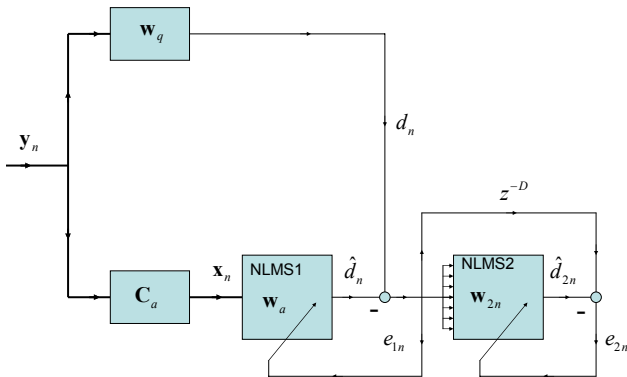 w_q
y_n
d_n
z^{-D}
x_n
NLMS1
\hat{d}_n
NLMS2
\hat{d}_{2n}
C_a
w_a
w_{2n}
-
-
e_{1n}
e_{2n}